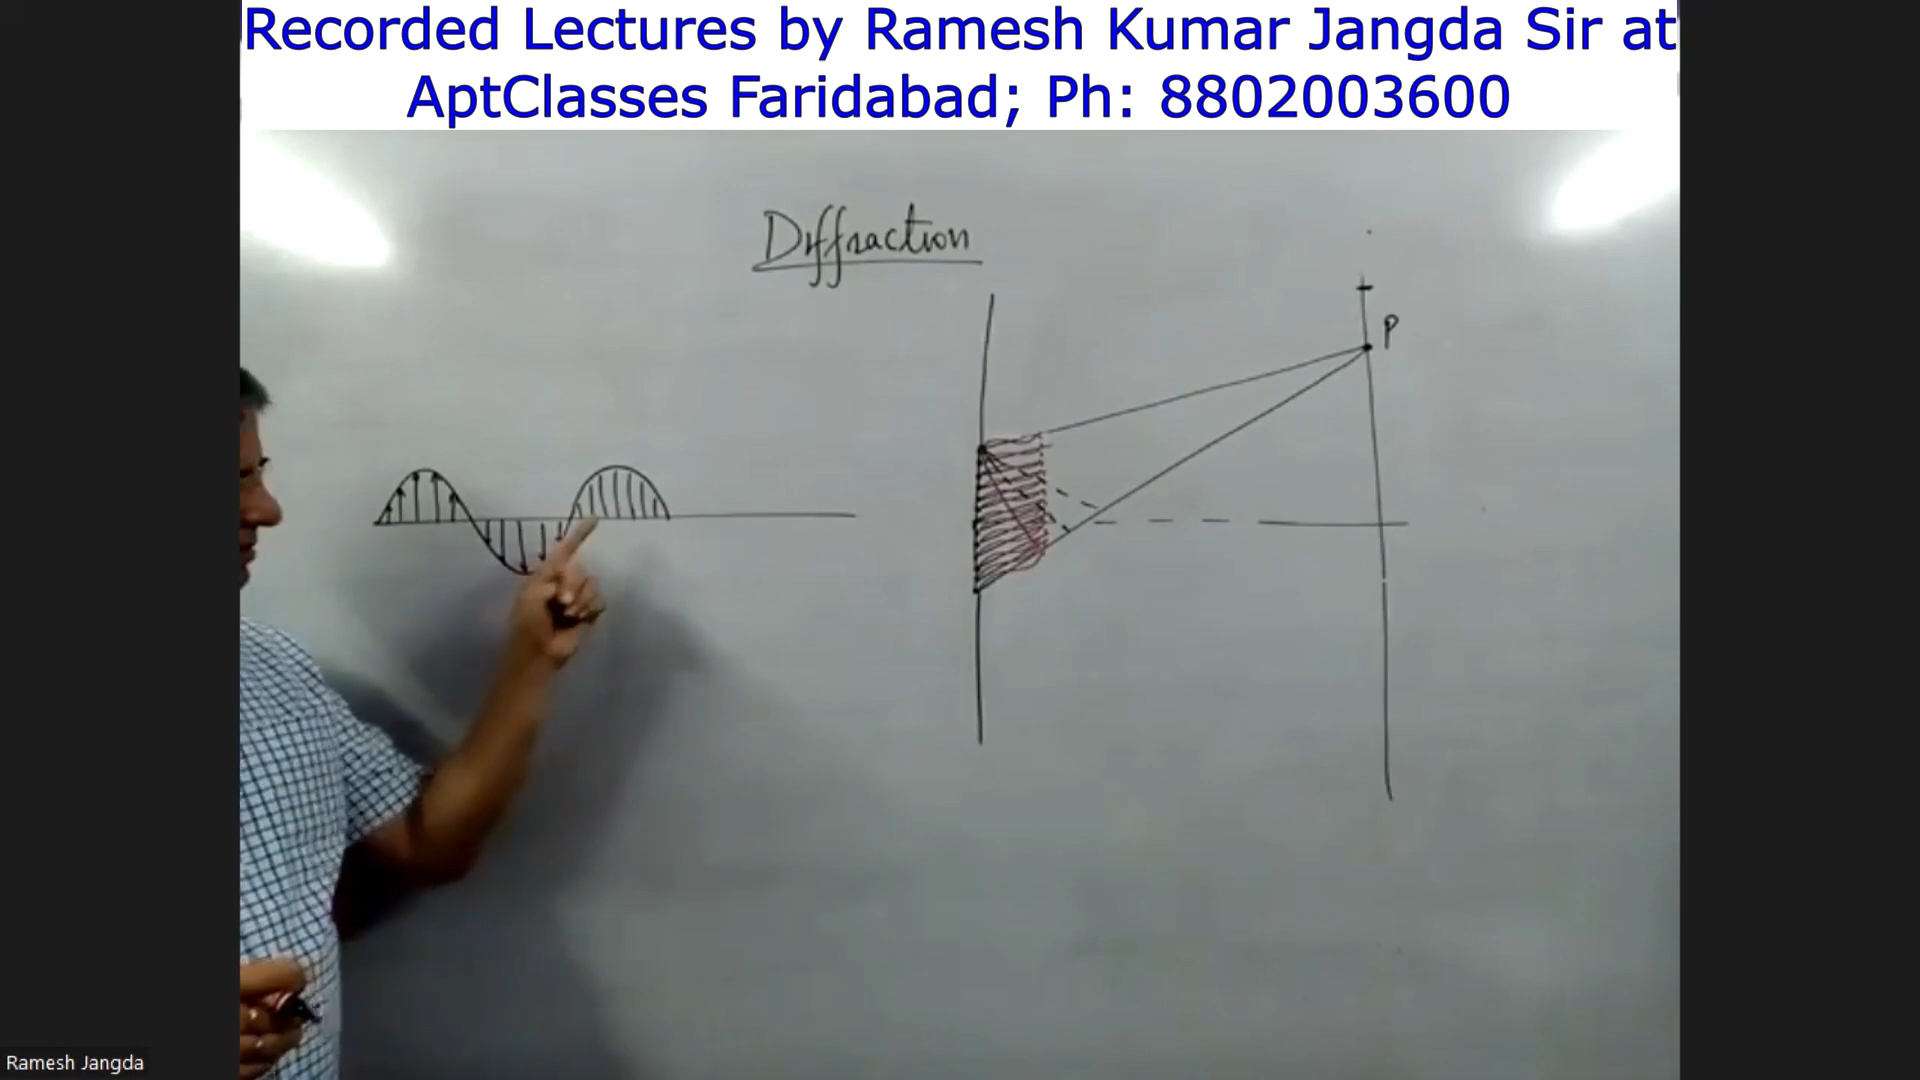 Recorded Lectures by Ramesh Kumar Jangda Sir at
AptClasses Faridabad; Ph: 8802003600
Diffraction
P
Ramesh Jangda